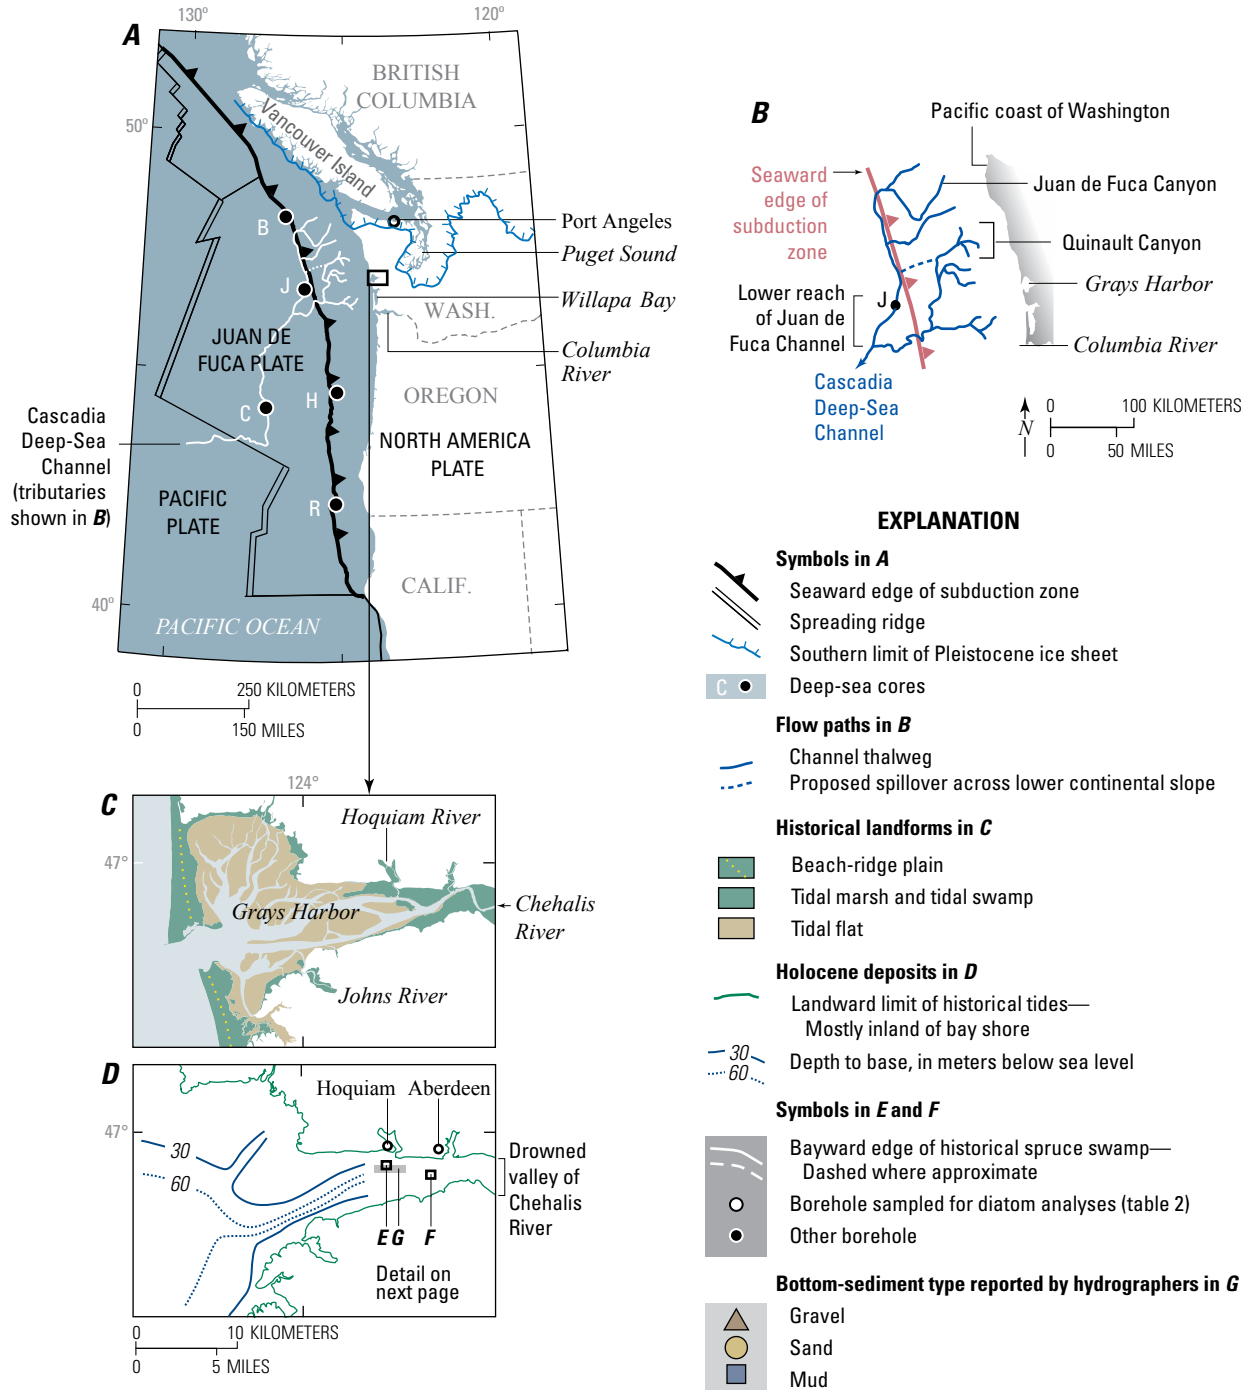 A
130°
120°
50°
40°
BRITISH
COLUMBIA
Vancouver Island
Port Angeles
Puget Sound
Willapa Bay
WASH.
Columbia
River
OREGON
NORTH AMERICA
PLATE
CALIF.
B
J
H
C
R
JUAN DE
FUCA PLATE
PACIFIC
PLATE
PACIFIC OCEAN
Cascadia
Deep-Sea
Channel
(tributaries
shown in B)
0 250 KILOMETERS
0 150 MILES
B
Pacific coast of Washington
Seaward
edge of
subduction
zone
Juan de Fuca Canyon
Quinault Canyon
Grays Harbor
Columbia River
J
Lower reach
of Juan de
Fuca Channel
Cascadia
Deep-Sea
Channel
N
0 100 KILOMETERS
0 50 MILES
C
124°
47°
Hoquiam River
Grays Harbor
Chehalis
River
Johns River
D
47°
Hoquiam
Aberdeen
30
60
E G F
Detail on
next page
Drowned
valley of
Chehalis
River
0 10 KILOMETERS
0 5 MILES
EXPLANATION
Symbols in A
Seaward edge of subduction zone
Spreading ridge
Southern limit of Pleistocene ice sheet
C Deep-sea cores
Flow paths in B
Channel thalweg
Proposed spillover across lower continental slope
Historical landforms in C
Beach-ridge plain
Tidal marsh and tidal swamp
Tidal flat
Holocene deposits in D
Landward limit of historical tides—
Mostly inland of bay shore
30
60
Depth to base, in meters below sea level
Symbols in E and F
Bayward edge of historical spruce swamp—
Dashed where approximate
Borehole sampled for diatom analyses (table 2)
Other borehole
Bottom-sediment type reported by hydrographers in G
Gravel
Sand
Mud